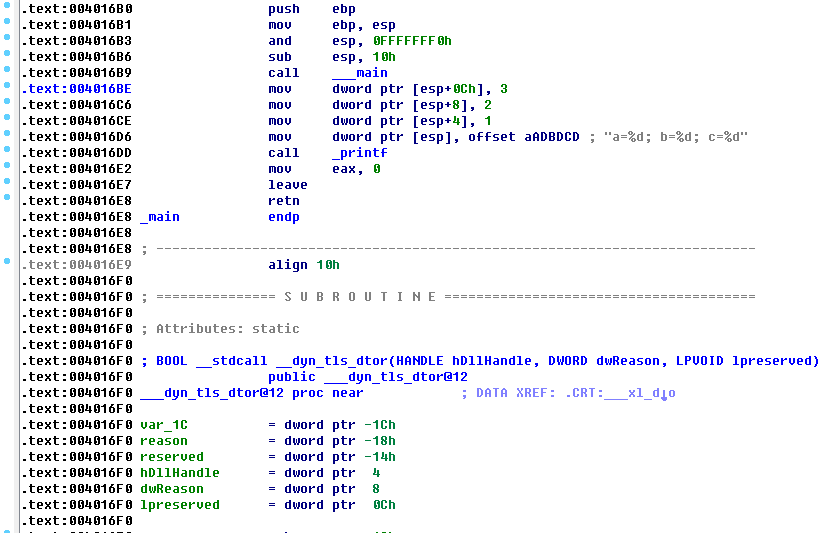 .text:004016B0 push ebp
.text:004016B1 mov ebp, esp
.text:004016B3 and esp, 0FFFFFFF0h
.text:004016B6 sub esp, 10h
.text:004016B9 call ___main
.text:004016BE mov dword ptr [esp+0Ch], 3
.text:004016C6 mov dword ptr [esp+8], 2
.text:004016CE mov dword ptr [esp+4], 1
.text:004016D6 mov dword ptr [esp], offset aADBDCD ; "a=%d; b=%d; c=%d"
.text:004016DD call _printf
.text:004016E2 mov eax, 0
.text:004016E7 leave
.text:004016E8 retn
.text:004016E8 _main endp
.text:004016E8
.text:004016E8 ; ---------------------------------------------------------------------------
.text:004016E9 align 10h
.text:004016F0
.text:004016F0 ; =============== S U B R O U T I N E =======================================
.text:004016F0
.text:004016F0 ; Attributes: static
.text:004016F0
.text:004016F0 ; BOOL __stdcall __dyn_tls_dtor(HANDLE hDllHandle, DWORD dwReason, LPVOID lpreserved)
.text:004016F0 public ___dyn_tls_dtor@12
.text:004016F0 ___dyn_tls_dtor@12 proc near ; DATA XREF: .CRT:___xl_d↓o
.text:004016F0
.text:004016F0 var_1C = dword ptr -1Ch
.text:004016F0 reason = dword ptr -18h
.text:004016F0 reserved = dword ptr -14h
.text:004016F0 hDllHandle = dword ptr 4
.text:004016F0 dwReason = dword ptr 8
.text:004016F0 lpreserved = dword ptr 0Ch
.text:004016F0